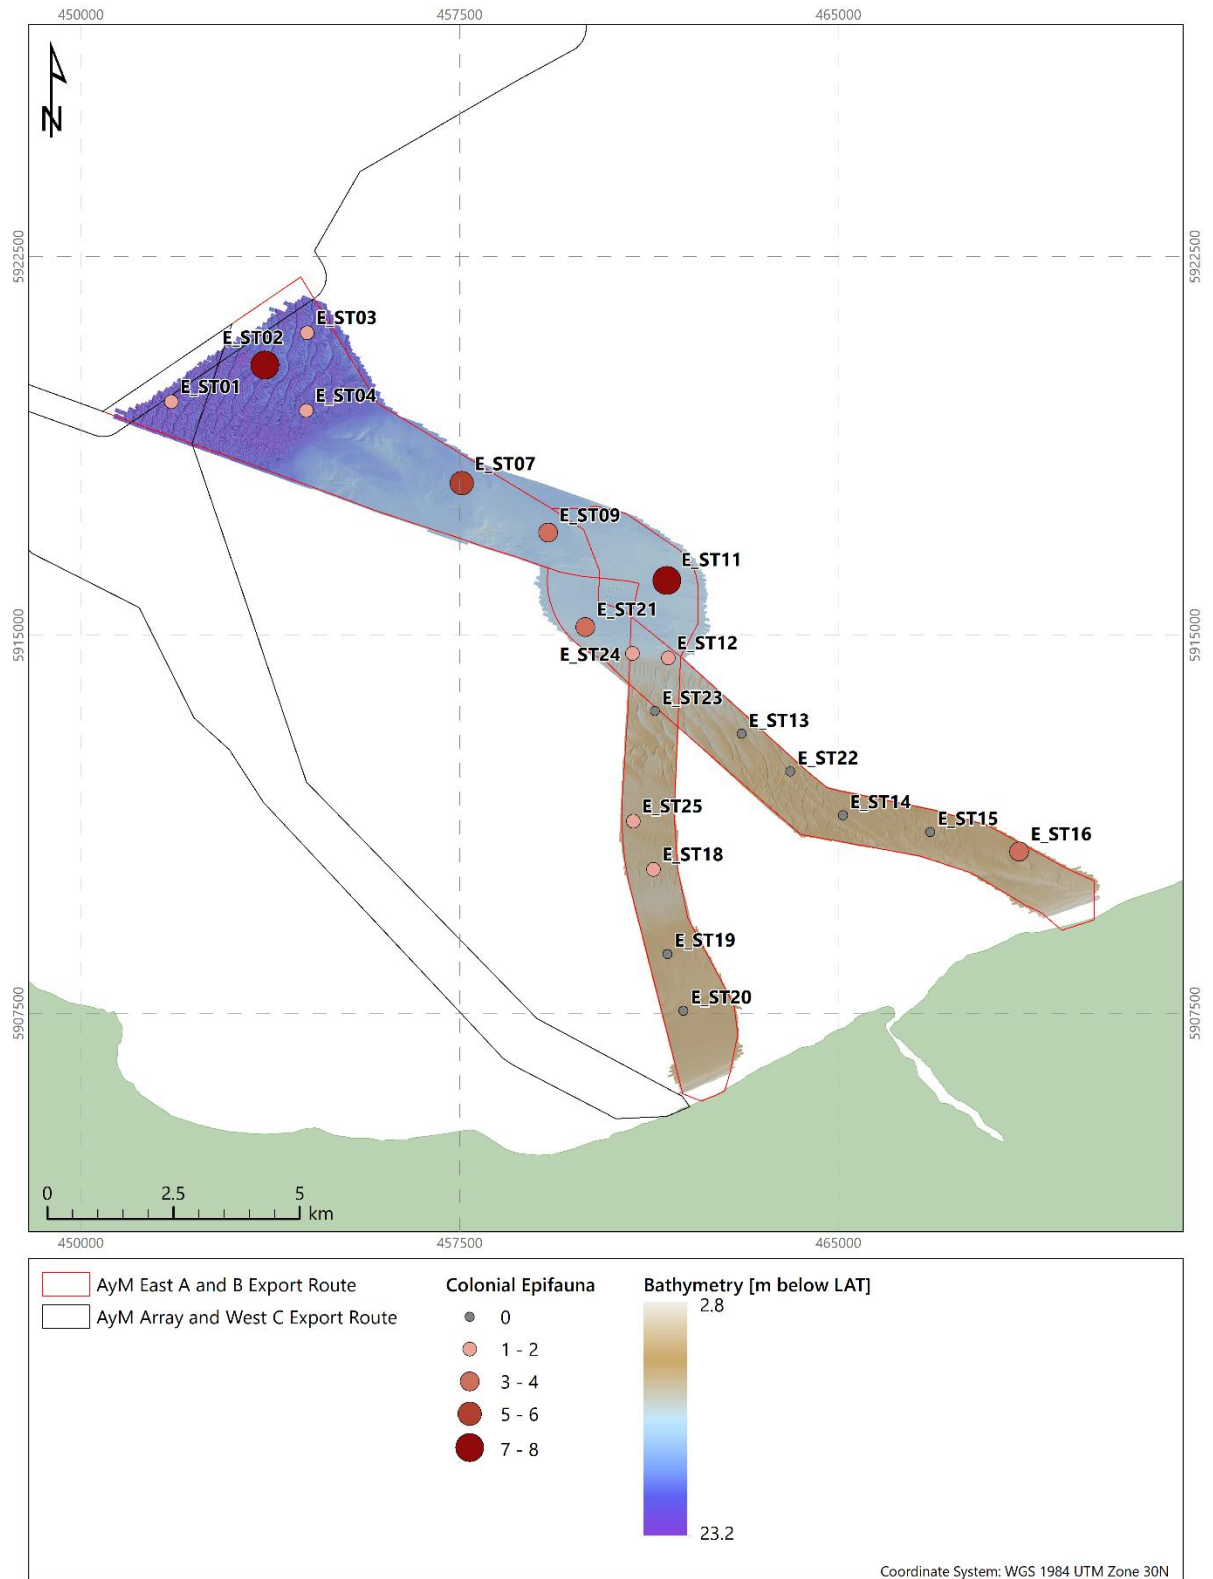 450000 457500 465000
N
5922500 5922500
E_ST03
E_ST02
E_ST01
E_ST04
E_ST07
E_ST09
E_ST11
E_ST21
5915000 5915000
E_ST12
E_ST24
E_ST23
E_ST13
E_ST22
E_ST25
E_ST14
E_ST15
E_ST16
E_ST18
E_ST19
E_ST20
5907500 5907500
0 2.5 5
km
450000 457500 465000
AyM East A and B Export Route
AyM Array and West C Export Route
Colonial Epifauna
0
1 - 2
3 - 4
5 - 6
7 - 8
Bathymetry [m below LAT]
2.8
23.2
Coordinate System: WGS 1984 UTM Zone 30N